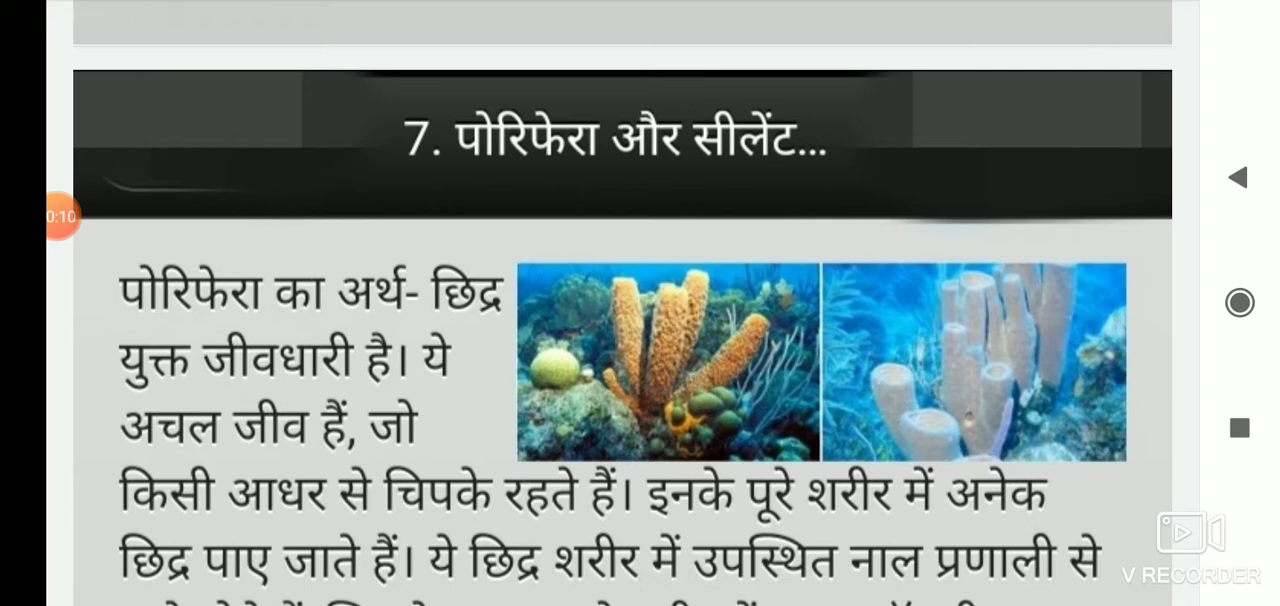 7. पोरिफेरा और सीलेंट...
0:10
पोरिफेरा का अर्थ- छिद्र
युक्त जीवधारी है। ये
अचल जीव हैं, जो
किसी आधर से चिपके रहते हैं। इनके पूरे शरीर में अनेक
छिद्र पाए जाते हैं। ये छिद्र शरीर में उपस्थित नाल प्रणाली से
V RECORDER